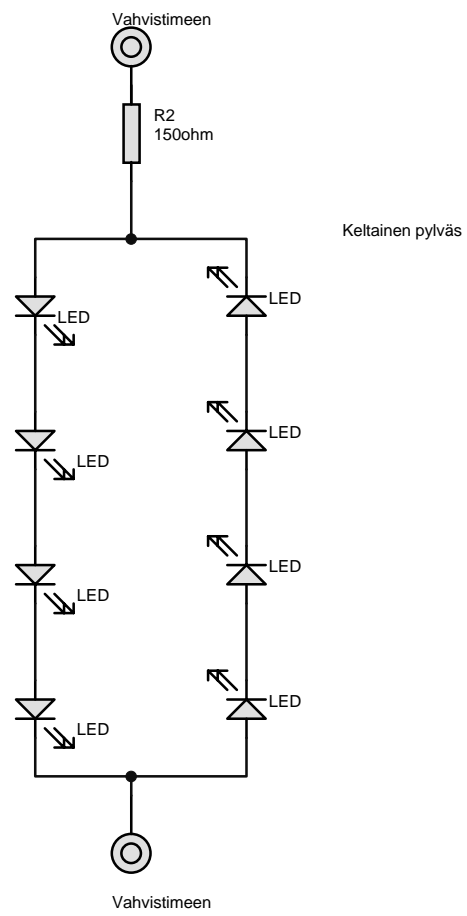 Vahvistimeen
R2
150ohm
Keltainen pylväs
LED
LED
LED
LED
LED
LED
LED
LED
Vahvistimeen